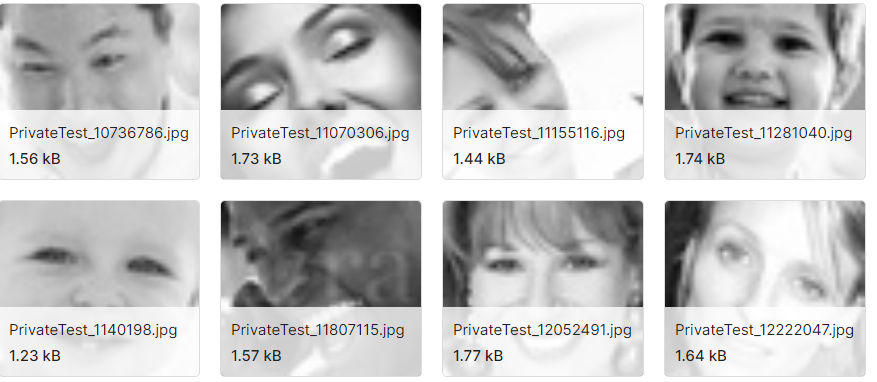 PrivateTest_10736786.jpg
1.56 kB
PrivateTest_11070306.jpg
1.73 kB
PrivateTest_11155116.jpg
1.44 kB
PrivateTest_11281040.jpg
1.74 kB
PrivateTest_1140198.jpg
1.23 kB
PrivateTest_11807115.jpg
1.57 kB
PrivateTest_12052491.jpg
1.77 kB
PrivateTest_12222047.jpg
1.64 kB